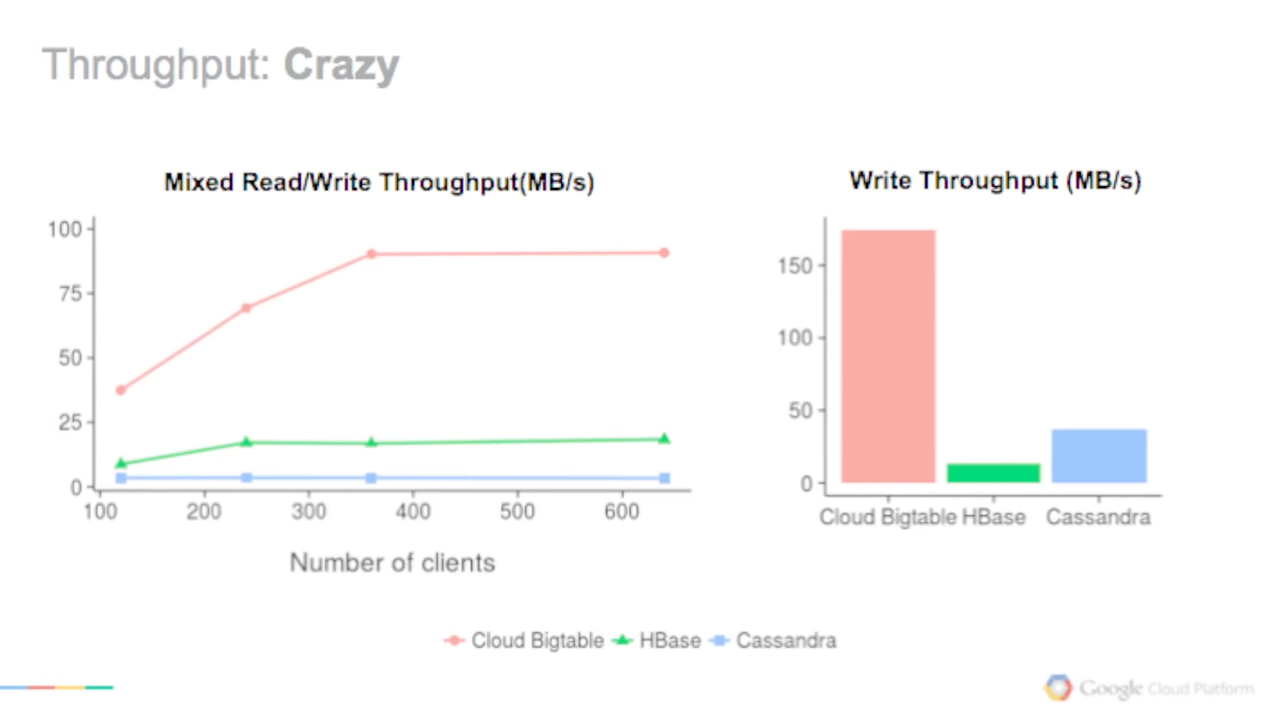 Throughput: Crazy
Mixed Read/Write Throughput(MB/s)
100
75
50
25
0
100 200 300 400 500 600
Number of clients
Write Throughput (MB/s)
150
100
50
0
Cloud Bigtable HBase Cassandra
Cloud Bigtable HBase Cassandra
Google Cloud Platform